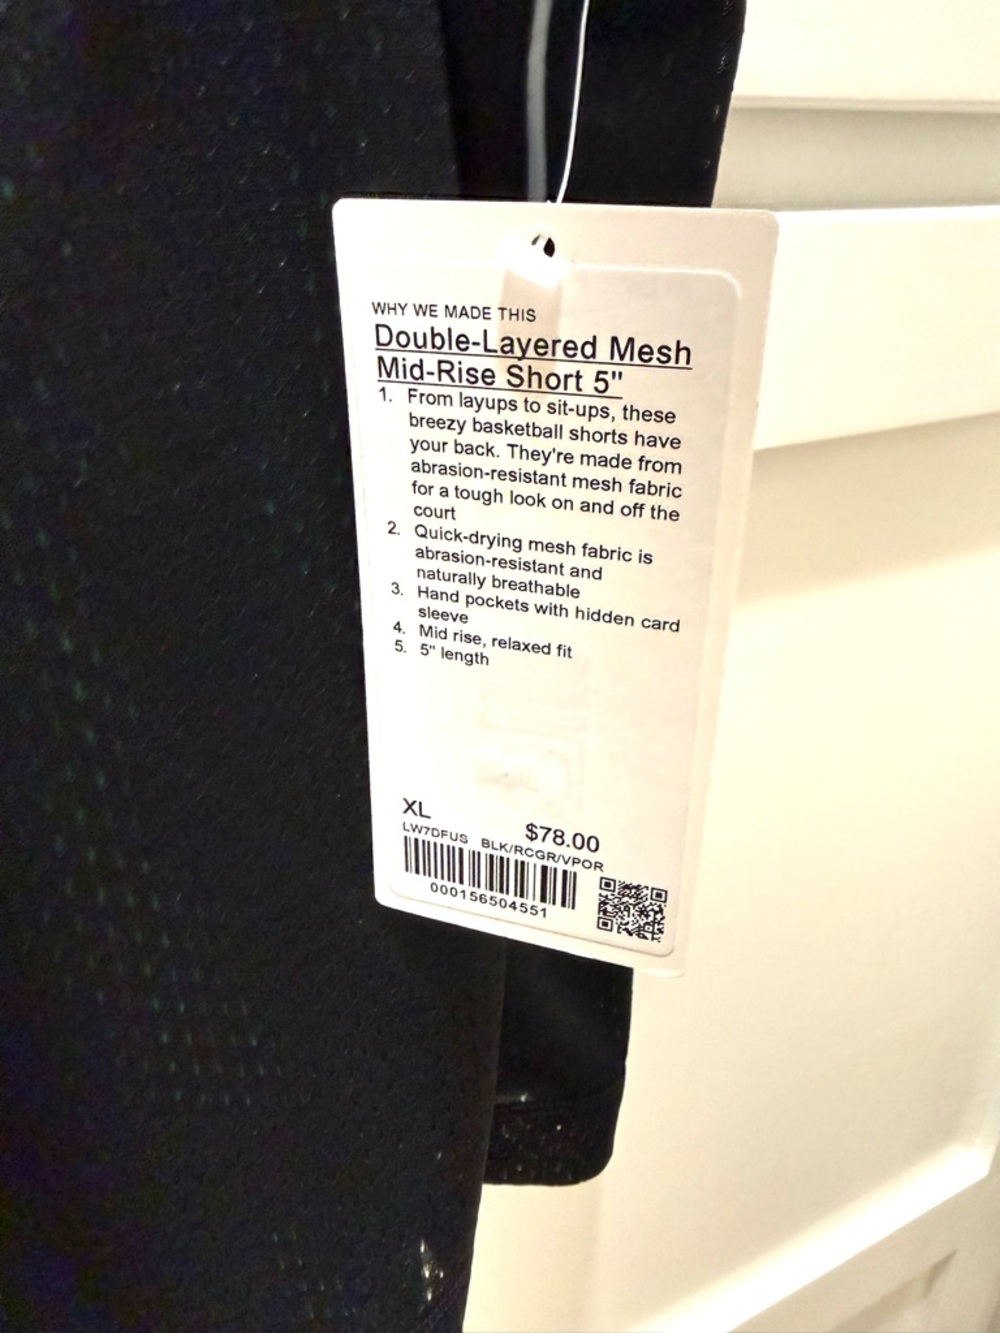 WHY WE MADE THIS
Double-Layered Mesh
Mid-Rise Short 5"
1. From layups to sit-ups, these
breezy basketball shorts have
your back. They're made from
abrasion-resistant mesh fabric
for a tough look on and off the
court
2. Quick-drying mesh fabric is
abrasion-resistant and
naturally breathable
3. Hand pockets with hidden card
sleeve
4. Mid rise, relaxed fit
5. 5" length
XL $78.00
LW7DFUS BLK/RCGR/VPOR
000156504551